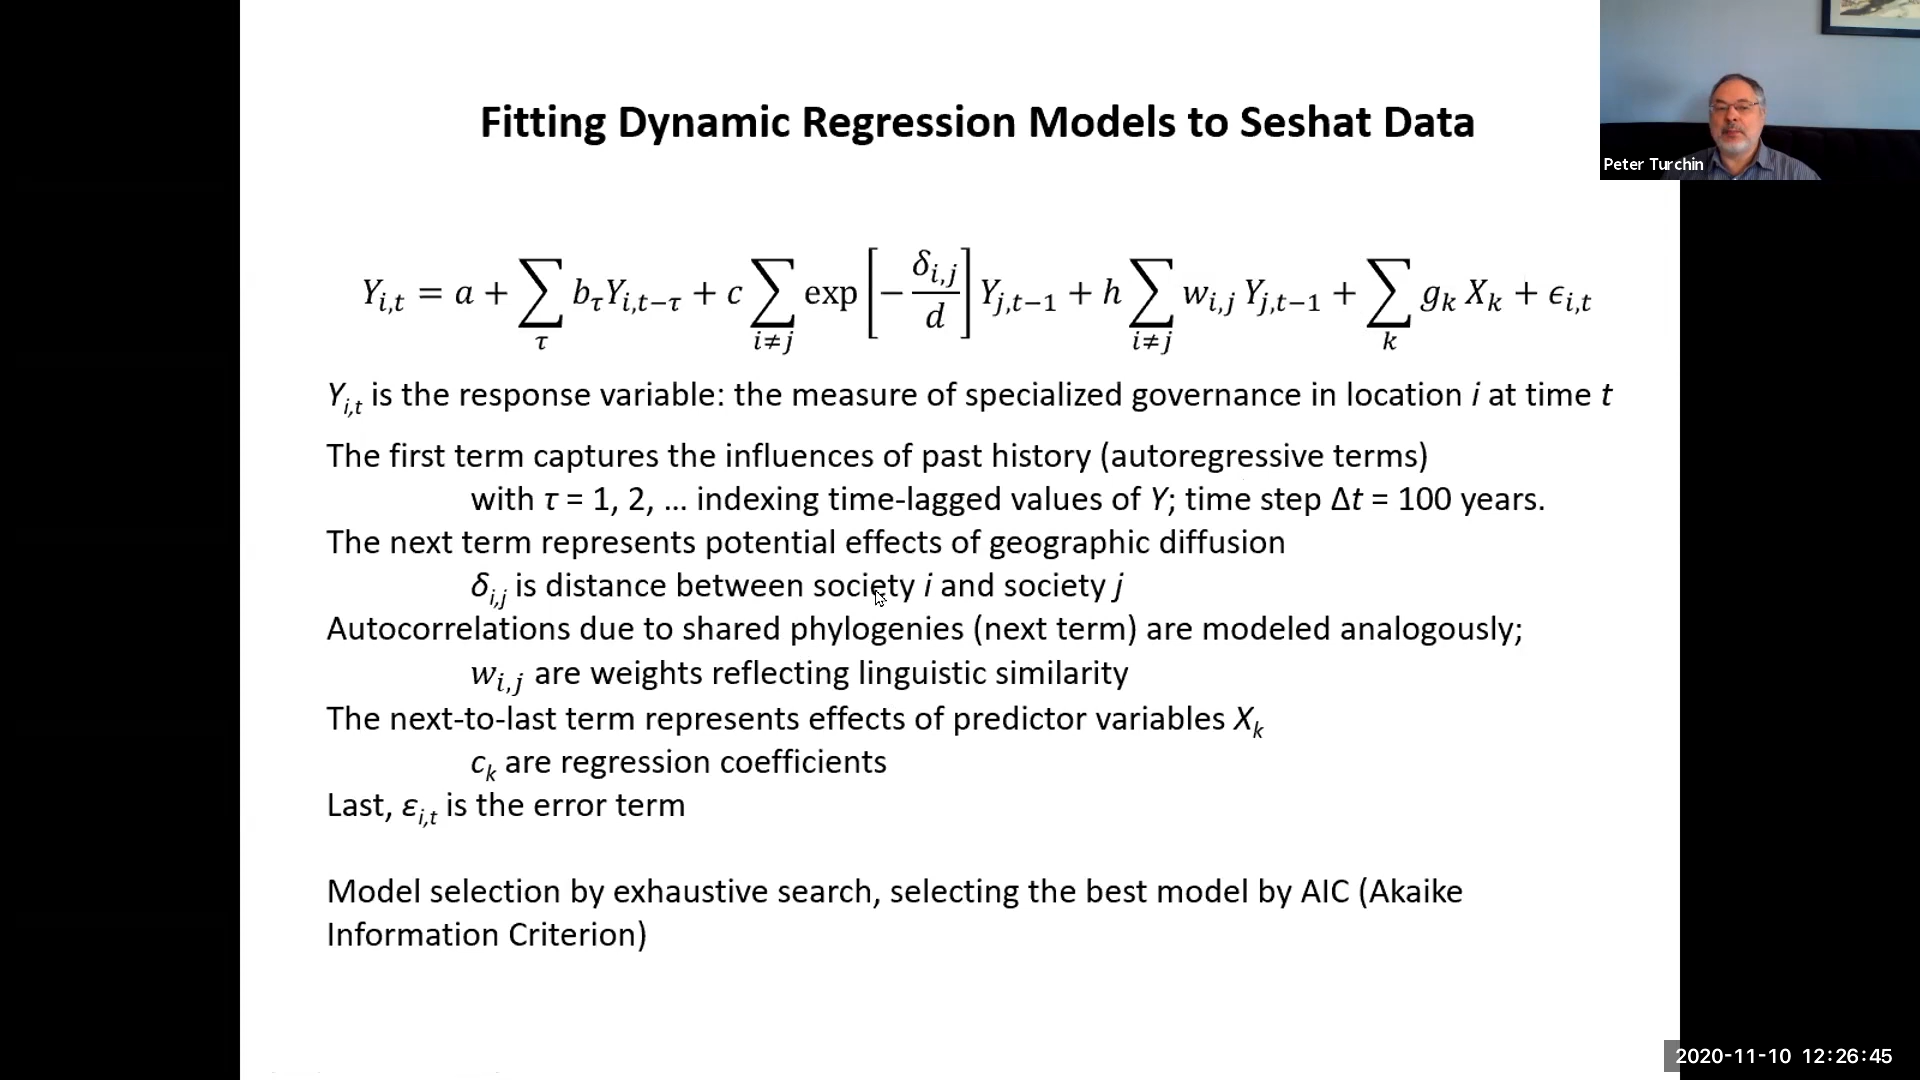 Fitting Dynamic Regression Models to Seshat Data
Peter Turchin
Y_{i,t} = a + ∑_τ b_τ Y_{i,t−τ} + c ∑_{i≠j} exp[−δ_{i,j}/d] Y_{j,t−1} + h ∑_{i≠j} w_{i,j} Y_{j,t−1} + ∑_k g_k X_k + ϵ_{i,t}
Y_{i,t} is the response variable: the measure of specialized governance in location i at time t
The first term captures the influences of past history (autoregressive terms)
with τ = 1, 2, … indexing time-lagged values of Y; time step Δt = 100 years.
The next term represents potential effects of geographic diffusion
δ_{i,j} is distance between society i and society j
Autocorrelations due to shared phylogenies (next term) are modeled analogously;
w_{i,j} are weights reflecting linguistic similarity
The next-to-last term represents effects of predictor variables X_k
c_k are regression coefficients
Last, ε_{i,t} is the error term
Model selection by exhaustive search, selecting the best model by AIC (Akaike
Information Criterion)
2020-11-10 12:26:45